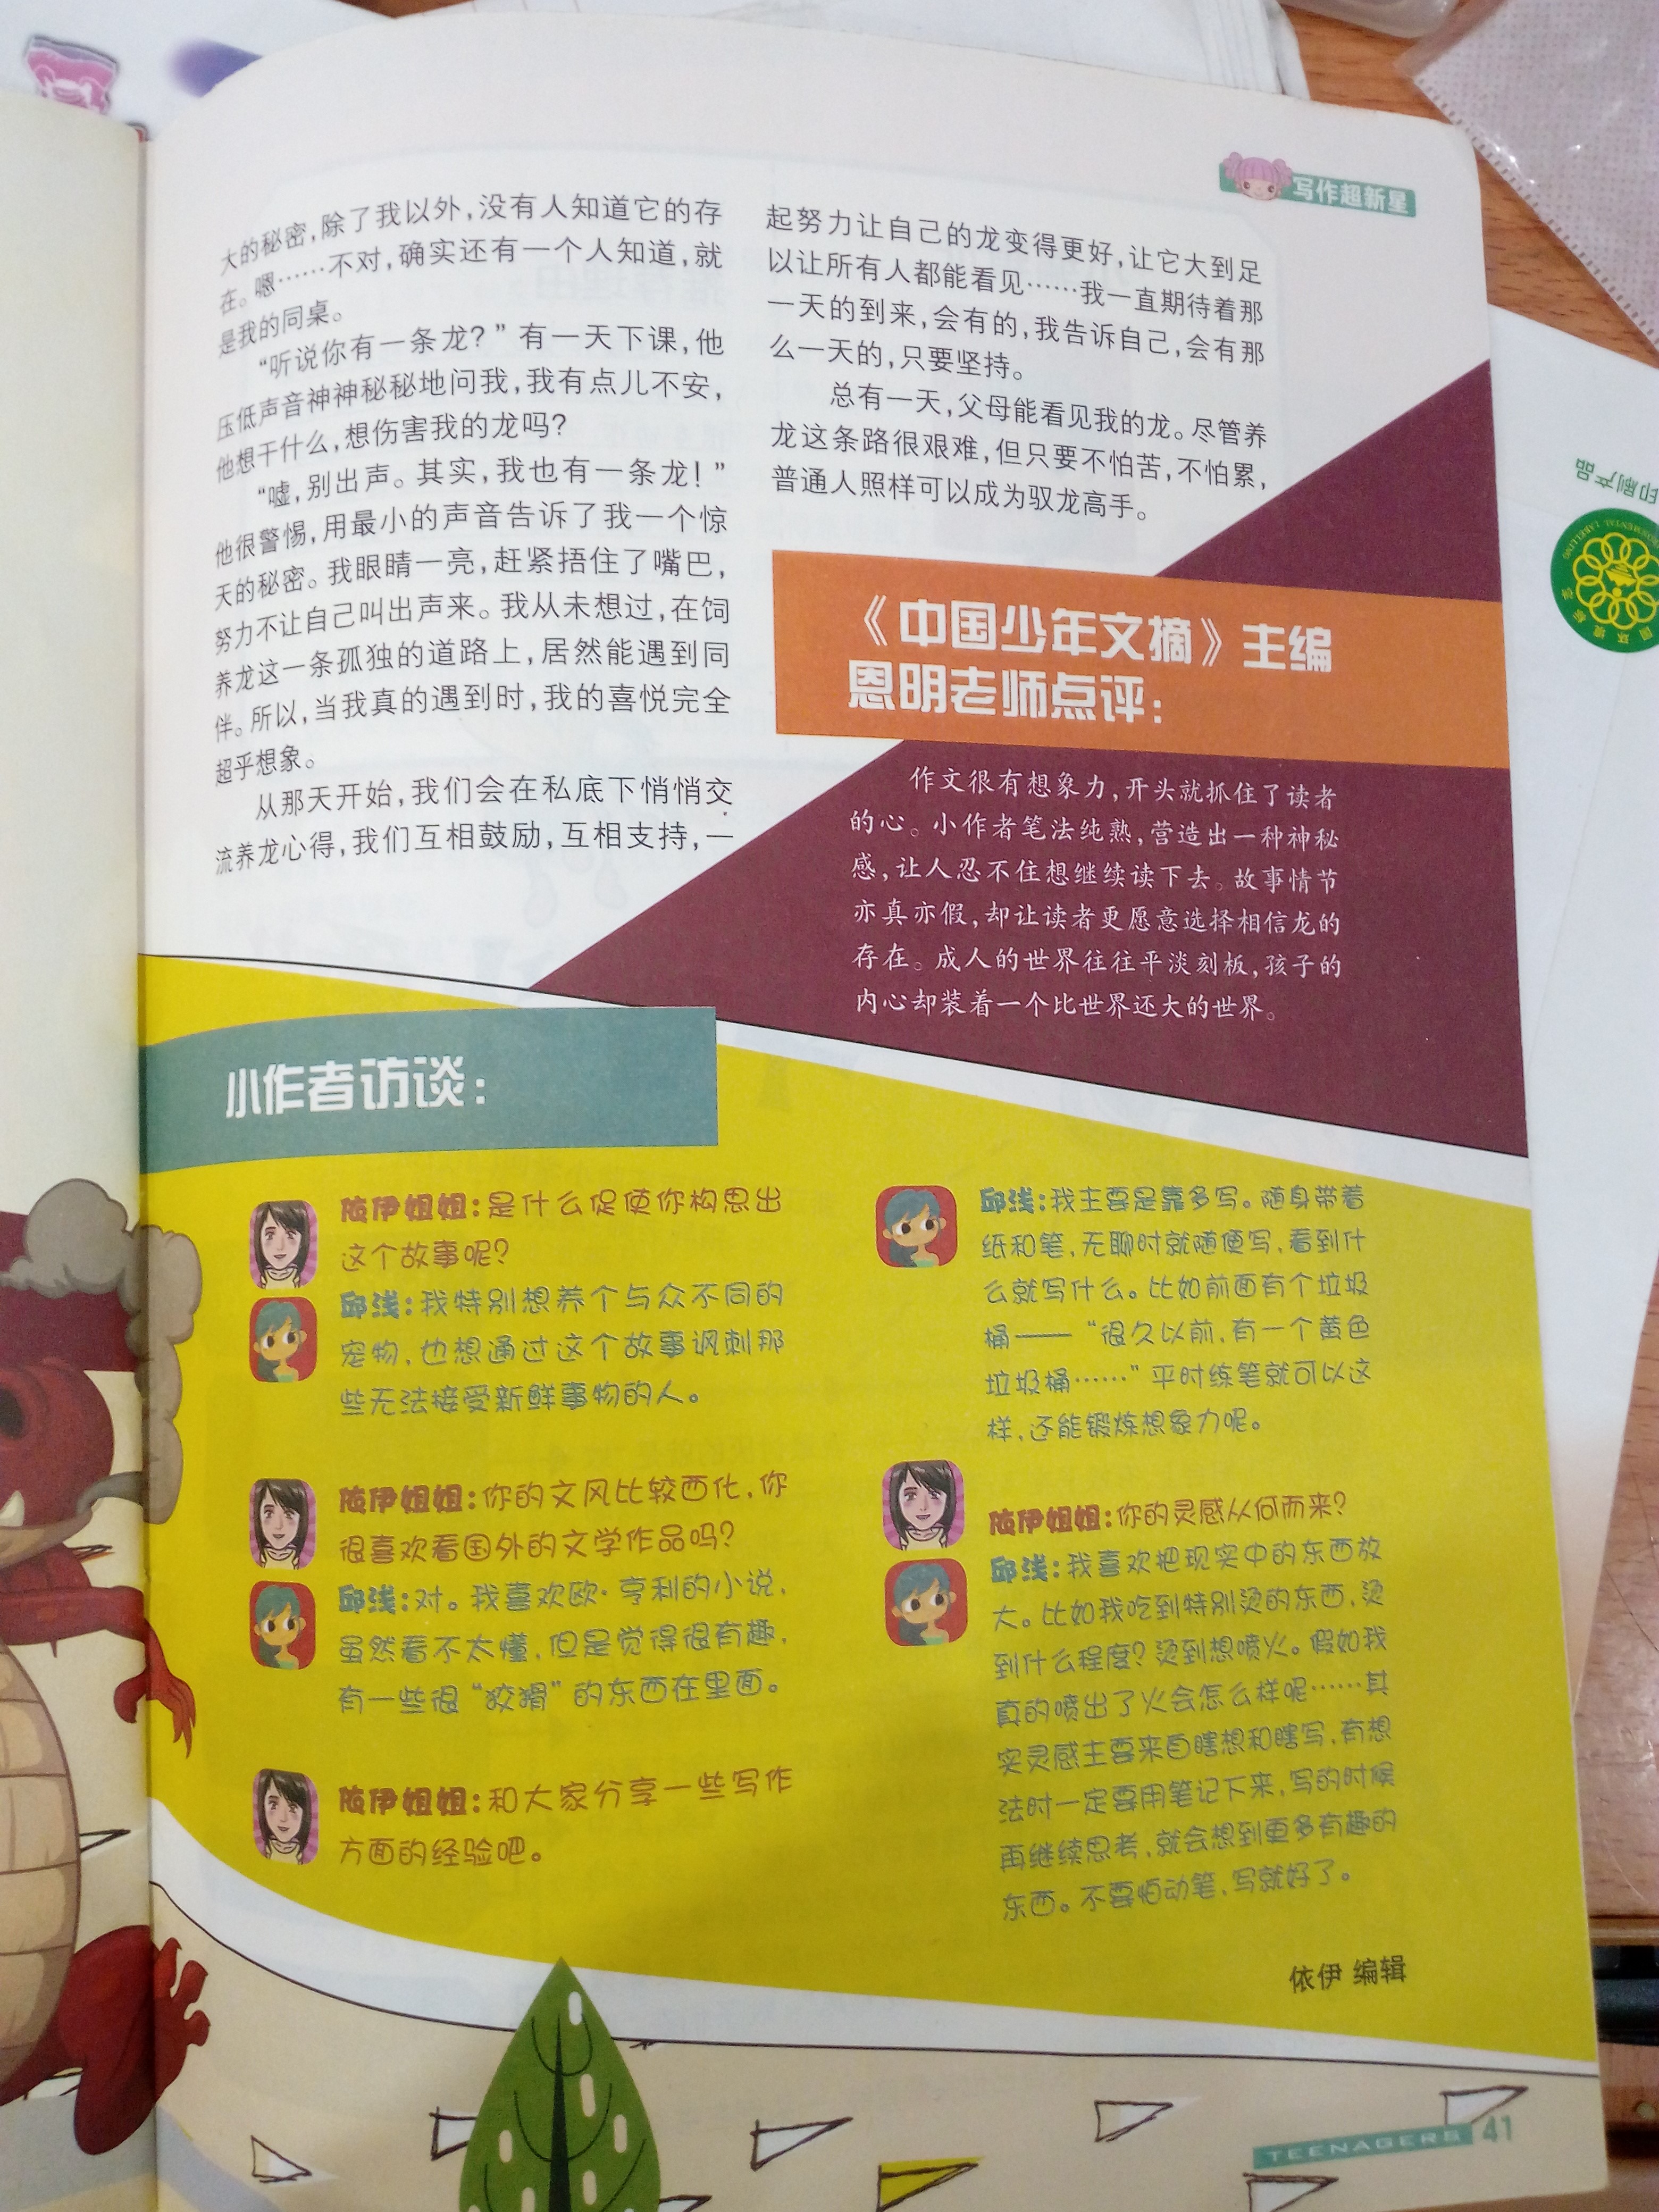 写作超新星
大的秘密,除了我以外,没有人知道它的存
在。嗯……不对,确实还有一个人知道,就
是我的同桌。
“听说你有一条龙?”有一天下课,他
压低声音神神秘秘地问我,我有点儿不安,
他想干什么,想伤害我的龙吗?
“嘘,别出声。其实,我也有一条龙!”
他很警惕,用最小的声音告诉了我一个惊
天的秘密。我眼睛一亮,赶紧捂住了嘴巴,
努力不让自己叫出声来。我从未想过,在饲
养龙这一条孤独的道路上,居然能遇到同
伴。所以,当我真的遇到时,我的喜悦完全
超乎想象。
从那天开始,我们会在私底下悄悄交
流养龙心得,我们互相鼓励,互相支持,一
起努力让自己的龙变得更好,让它大到足
以让所有人都能看见……我一直期待着那
一天的到来,会有的,我告诉自己,会有那
么一天的,只要坚持。
总有一天,父母能看见我的龙。尽管养
龙这条路很艰难,但只要不怕苦,不怕累,
普通人照样可以成为驭龙高手。
《中国少年文摘》主编
恩明老师点评:
作文很有想象力,开头就抓住了读者
的心。小作者笔法纯熟,营造出一种神秘
感,让人忍不住想继续读下去。故事情节
亦真亦假,却让读者更愿意选择相信龙的
存在。成人的世界往往平淡刻板,孩子的
内心却装着一个比世界还大的世界。
小作者访谈:
依伊姐姐:是什么促使你构思出
这个故事呢?
邱浅:我特别想养个与众不同的
宠物,也想通过这个故事讽刺那
些无法接受新鲜事物的人。
依伊姐姐:你的文风比较西化,你
很喜欢看国外的文学作品吗?
邱浅:对。我喜欢欧·亨利的小说,
虽然看不太懂,但是觉得很有趣,
有一些很“狡猾”的东西在里面。
依伊姐姐:和大家分享一些写作
方面的经验吧。
邱浅:我主要是靠多写。随身带着
纸和笔,无聊时就随便写,看到什
么就写什么。比如前面有个垃圾
桶——“很久以前,有一个黄色
垃圾桶……”平时练笔就可以这
样,还能锻炼想象力呢。
依伊姐姐:你的灵感从何而来?
邱浅:我喜欢把现实中的东西放
大。比如我吃到特别烫的东西,烫
到什么程度?烫到想喷火。假如我
真的喷出了火会怎么样呢……其
实灵感主要来自瞎想和瞎写,有想
法时一定要用笔记下来,写的时候
再继续思考,就会想到更多有趣的
东西。不要怕动笔,写就好了。
依伊 编辑
TEENAGERS 41
印刷产品